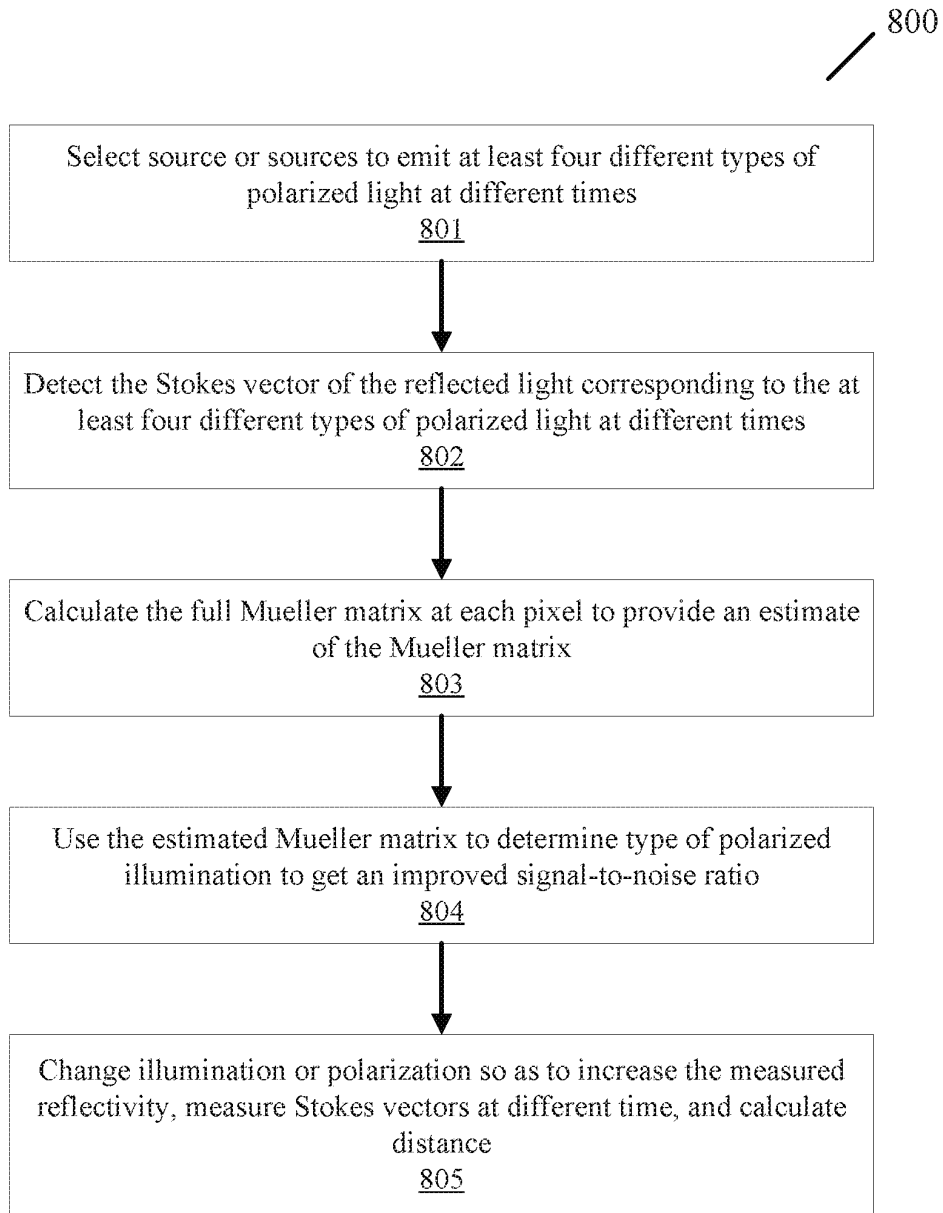 800
Select source or sources to emit at least four different types of
polarized light at different times
801
Detect the Stokes vector of the reflected light corresponding to the at
least four different types of polarized light at different times
802
Calculate the full Mueller matrix at each pixel to provide an estimate
of the Mueller matrix
803
Use the estimated Mueller matrix to determine type of polarized
illumination to get an improved signal-to-noise ratio
804
Change illumination or polarization so as to increase the measured
reflectivity, measure Stokes vectors at different time, and calculate
distance
805